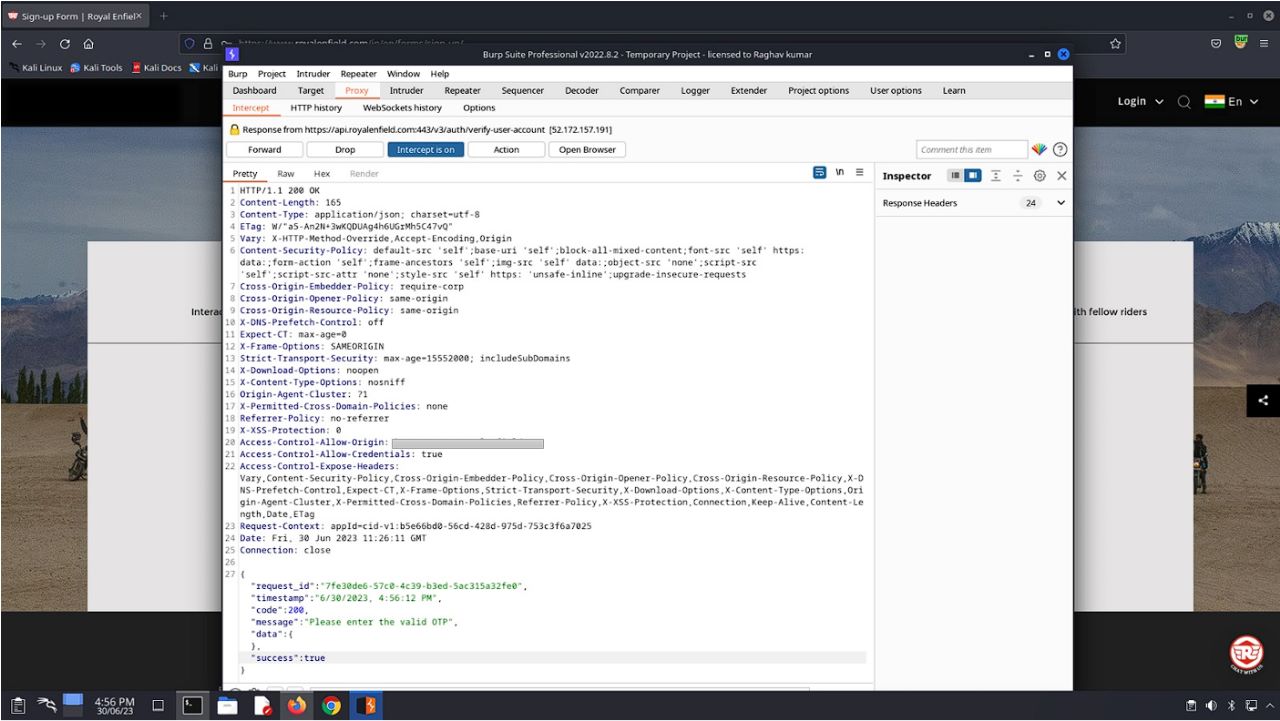 Sign-up Form | Royal Enfiel
https://www.royalenfield.com/in/en/forms/sign-up/
Kali Linux Kali Tools Kali Docs Kali
Burp Suite Professional v2022.8.2 - Temporary Project - licensed to Raghav kumar
Burp Project Intruder Repeater Window Help
Dashboard Target Proxy Intruder Repeater Sequencer Decoder Comparer Logger Extender Project options User options Learn
Intercept HTTP history WebSockets history Options
Login En
Response from https://api.royalenfield.com:443/v3/auth/verify-user-account [52.172.157.191]
Forward Drop Intercept is on Action Open Browser Comment this item
Pretty Raw Hex Render \n
Inspector
Response Headers 24
1 HTTP/1.1 200 OK
2 Content-Length: 165
3 Content-Type: application/json; charset=utf-8
4 ETag: W/"a5-An2N+3wKQDUAg4h6UGrMh5C47vQ"
5 Vary: X-HTTP-Method-Override,Accept-Encoding,Origin
6 Content-Security-Policy: default-src 'self';base-uri 'self';block-all-mixed-content;font-src 'self' https:
data:;form-action 'self';frame-ancestors 'self';img-src 'self' data:;object-src 'none';script-src
'self';script-src-attr 'none';style-src 'self' https: 'unsafe-inline';upgrade-insecure-requests
7 Cross-Origin-Embedder-Policy: require-corp
8 Cross-Origin-Opener-Policy: same-origin
9 Cross-Origin-Resource-Policy: same-origin
10 X-DNS-Prefetch-Control: off
11 Expect-CT: max-age=0
12 X-Frame-Options: SAMEORIGIN
13 Strict-Transport-Security: max-age=15552000; includeSubDomains
14 X-Download-Options: noopen
15 X-Content-Type-Options: nosniff
16 Origin-Agent-Cluster: ?1
17 X-Permitted-Cross-Domain-Policies: none
18 Referrer-Policy: no-referrer
19 X-XSS-Protection: 0
20 Access-Control-Allow-Origin:
21 Access-Control-Allow-Credentials: true
22 Access-Control-Expose-Headers:
Vary,Content-Security-Policy,Cross-Origin-Embedder-Policy,Cross-Origin-Opener-Policy,Cross-Origin-Resource-Policy,X-D
NS-Prefetch-Control,Expect-CT,X-Frame-Options,Strict-Transport-Security,X-Download-Options,X-Content-Type-Options,Ori
gin-Agent-Cluster,X-Permitted-Cross-Domain-Policies,Referrer-Policy,X-XSS-Protection,Connection,Keep-Alive,Content-Le
ngth,Date,ETag
23 Request-Context: appId=cid-v1:b5e66bd0-56cd-428d-975d-753c3f6a7025
24 Date: Fri, 30 Jun 2023 11:26:11 GMT
25 Connection: close
26
27 {
"request_id":"7fe30de6-57c0-4c39-b3ed-5ac315a32fe0",
"timestamp":"6/30/2023, 4:56:12 PM",
"code":200,
"message":"Please enter the valid OTP",
"data":{
},
"success":true
}
Interac
ith fellow riders
CHAT WITH US
4:56 PM
30/06/23